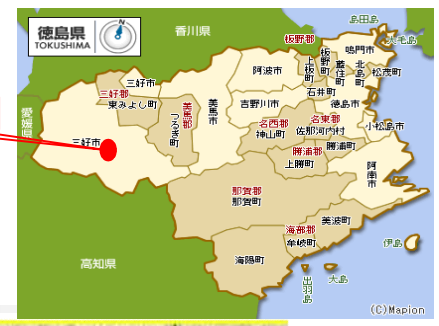 徳島県
TOKUSHIMA
N
香川県
島田島
大毛島
板野郡
鳴門市
板野町
上板町
藍住町
北島町
松茂町
阿波市
三好市
三好郡
東みよし町
美馬郡
つるぎ町
美馬市
吉野川市
石井町
徳島市
愛媛県
三好市
名西郡
神山町
名東郡
佐那河内村
小松島市
勝浦郡
勝浦町
上勝町
阿南市
那賀郡
那賀町
美波町
海部郡
牟岐町
伊島
海陽町
高知県
出羽島
大島
(C)Mapion